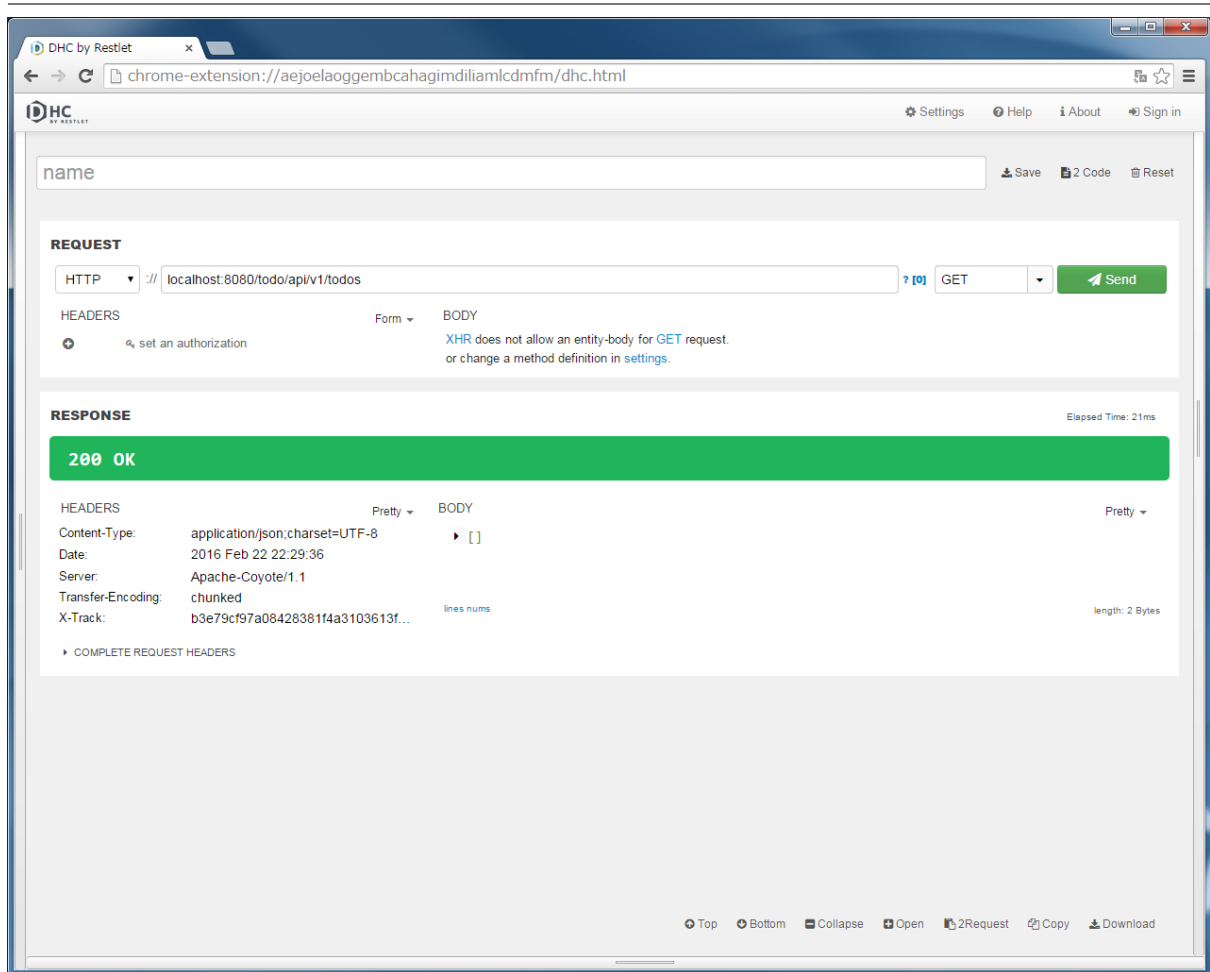 DHC by Restlet
chrome-extension://aejoelaoggembcahagimdiliamlcdmfm/dhc.html
DHC
BY RESTLET
Settings Help About Sign in
name
Save 2 Code Reset
REQUEST
HTTP :// localhost:8080/todo/api/v1/todos ? [0] GET Send
HEADERS Form BODY
set an authorization
XHR does not allow an entity-body for GET request.
or change a method definition in settings.
RESPONSE
Elapsed Time: 21ms
200 OK
HEADERS Pretty BODY Pretty
Content-Type: application/json;charset=UTF-8
[]
Date: 2016 Feb 22 22:29:36
Server: Apache-Coyote/1.1
Transfer-Encoding: chunked
lines nums length: 2 Bytes
X-Track: b3e79cf97a08428381f4a3103613f...
COMPLETE REQUEST HEADERS
Top Bottom Collapse Open 2Request Copy Download